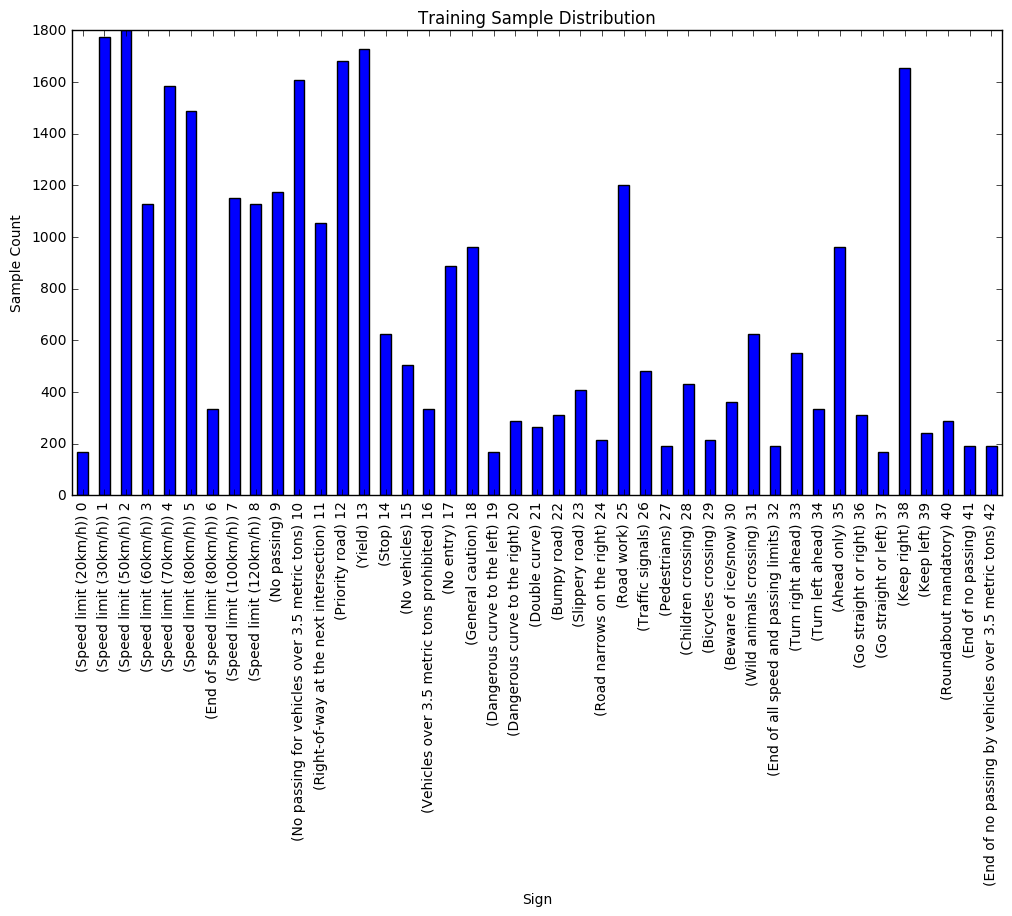 Training Sample Distribution
Sample Count
1800
1600
1400
1200
1000
800
600
400
200
0
(Speed limit (20km/h)) 0
(Speed limit (30km/h)) 1
(Speed limit (50km/h)) 2
(Speed limit (60km/h)) 3
(Speed limit (70km/h)) 4
(Speed limit (80km/h)) 5
(End of speed limit (80km/h)) 6
(Speed limit (100km/h)) 7
(Speed limit (120km/h)) 8
(No passing) 9
(No passing for vehicles over 3.5 metric tons) 10
(Right-of-way at the next intersection) 11
(Priority road) 12
(Yield) 13
(Stop) 14
(No vehicles) 15
(Vehicles over 3.5 metric tons prohibited) 16
(No entry) 17
(General caution) 18
(Dangerous curve to the left) 19
(Dangerous curve to the right) 20
(Double curve) 21
(Bumpy road) 22
(Slippery road) 23
(Road narrows on the right) 24
(Road work) 25
(Traffic signals) 26
(Pedestrians) 27
(Children crossing) 28
(Bicycles crossing) 29
(Beware of ice/snow) 30
(Wild animals crossing) 31
(End of all speed and passing limits) 32
(Turn right ahead) 33
(Turn left ahead) 34
(Ahead only) 35
(Go straight or right) 36
(Go straight or left) 37
(Keep right) 38
(Keep left) 39
(Roundabout mandatory) 40
(End of no passing) 41
(End of no passing by vehicles over 3.5 metric tons) 42
Sign